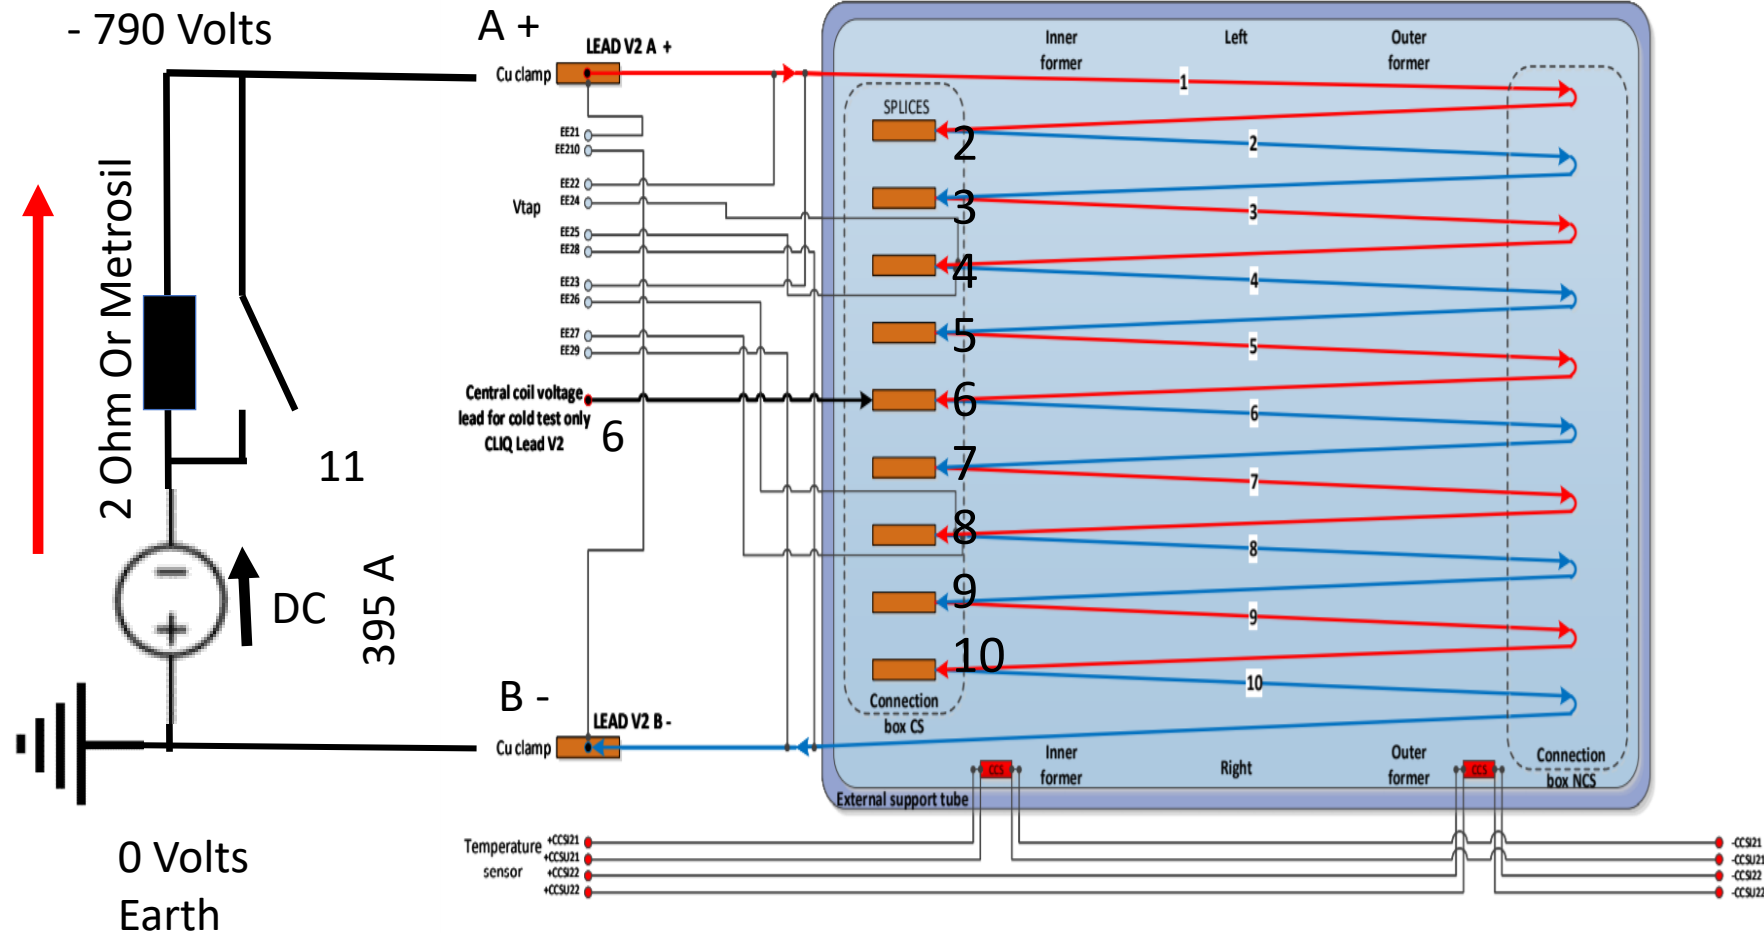 - 790 Volts
A +
LEAD V2 A +
Cu clamp
Inner
former
Left
Outer
former
1
SPLICES
EE21
EE210
2
2
EE22
EE24
Vtap
3
3
EE25
EE28
4
4
EE23
EE26
EE27
EE29
5
5
2 Ohm Or Metrosil
Central coil voltage
lead for cold test only
CLIQ Lead V2
6
6
6
11
7
7
8
8
DC
395 A
9
9
10
10
B -
LEAD V2 B -
Cu clamp
Connection
box CS
Inner
former
Right
Outer
former
Connection
box NCS
CCS
CCS
External support tube
0 Volts
Earth
Temperature
sensor
+CCSI21
+CCSU21
+CCSI22
+CCSU22
-CCSI21
-CCSU21
-CCSI22
-CCSU22